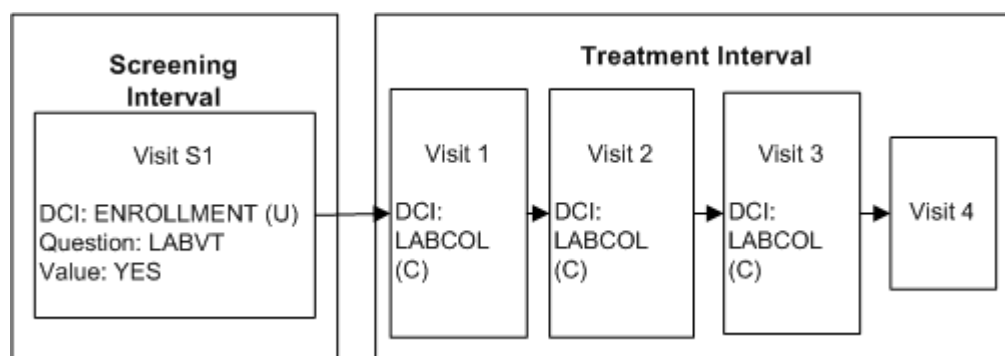 Screening
Interval
Visit S1
DCI: ENROLLMENT (U)
Question: LABVT
Value: YES
Treatment Interval
Visit 1
DCI:
LABCOL
(C)
Visit 2
DCI:
LABCOL
(C)
Visit 3
DCI:
LABCOL
(C)
Visit 4